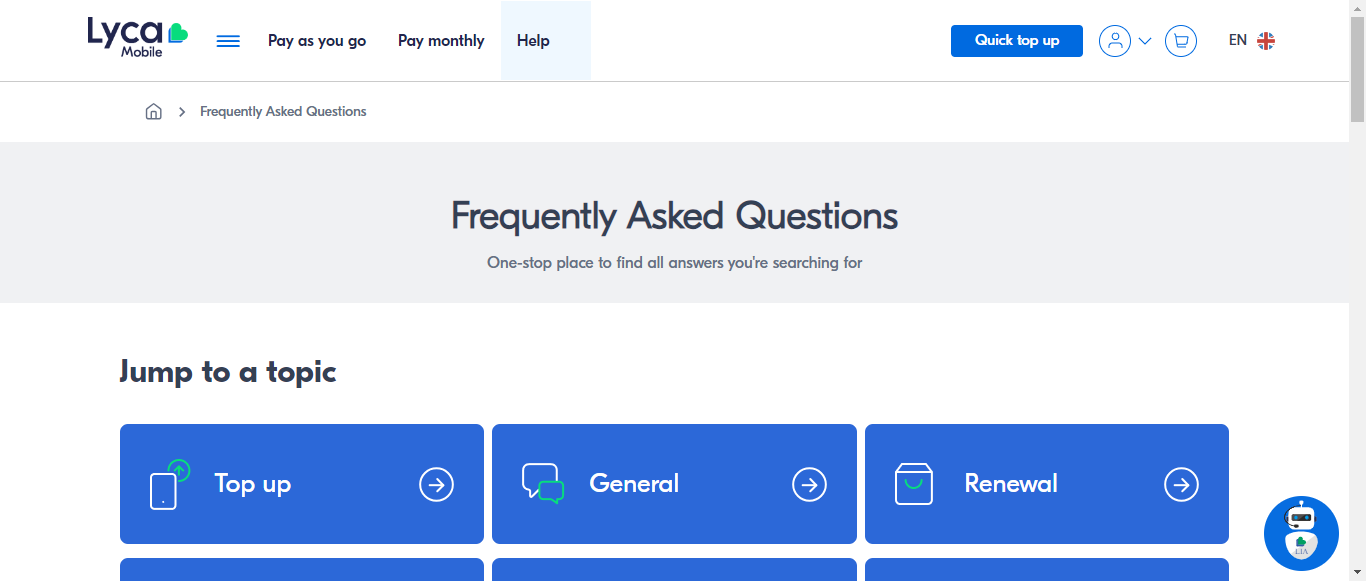 Lyca
Mobile
Pay as you go
Pay monthly
Help
Quick top up
EN
Frequently Asked Questions
Frequently Asked Questions
One-stop place to find all answers you're searching for
Jump to a topic
Top up
General
Renewal
LIA